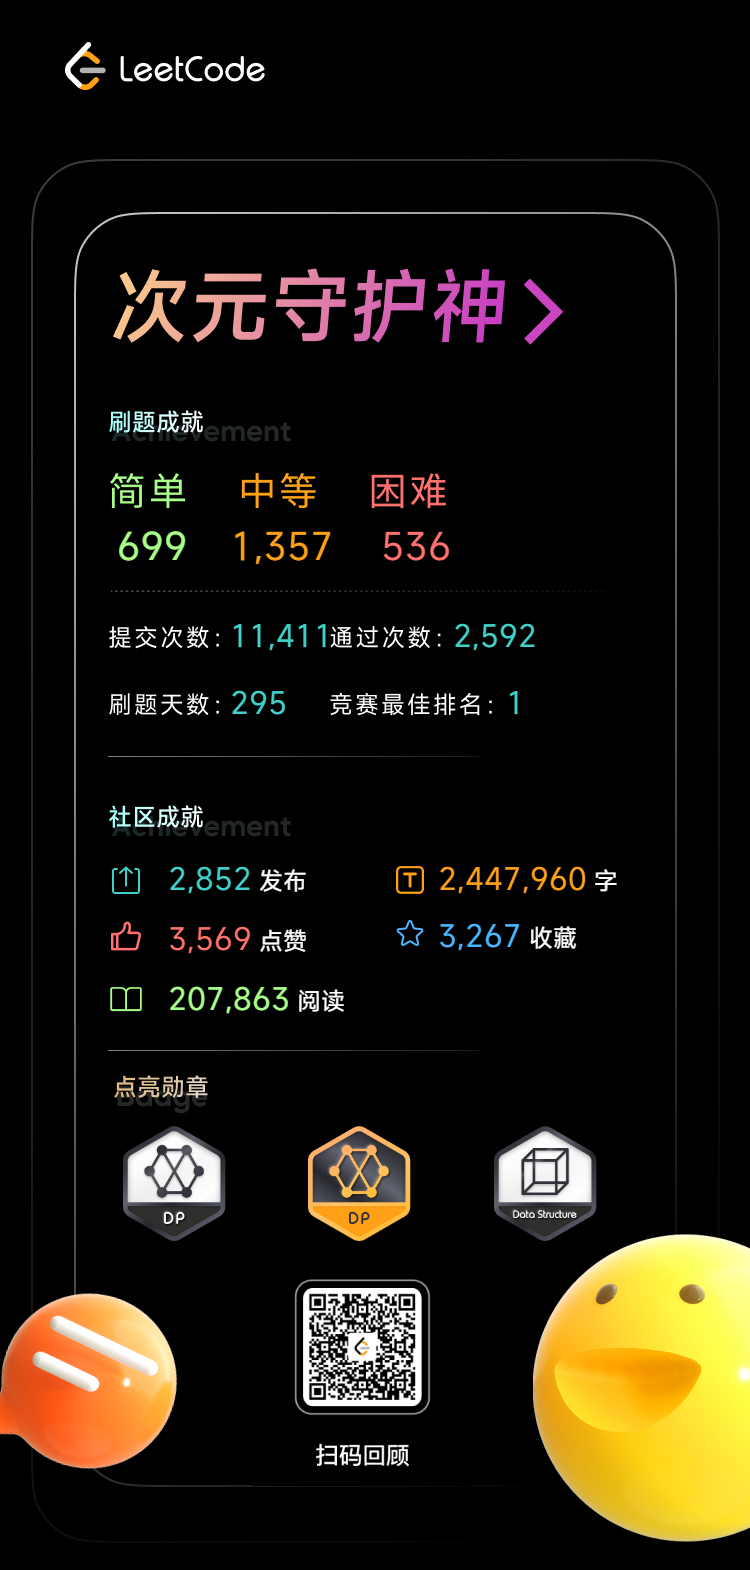 LeetCode
次元守护神
刷题成就
Achievement
简单 中等 困难
699 1,357 536
提交次数: 11,411 通过次数: 2,592
刷题天数: 295 竞赛最佳排名: 1
社区成就
Achievement
2,852 发布 T 2,447,960 字
3,569 点赞 3,267 收藏
207,863 阅读
点亮勋章
Badge
DP DP Data Structure
扫码回顾